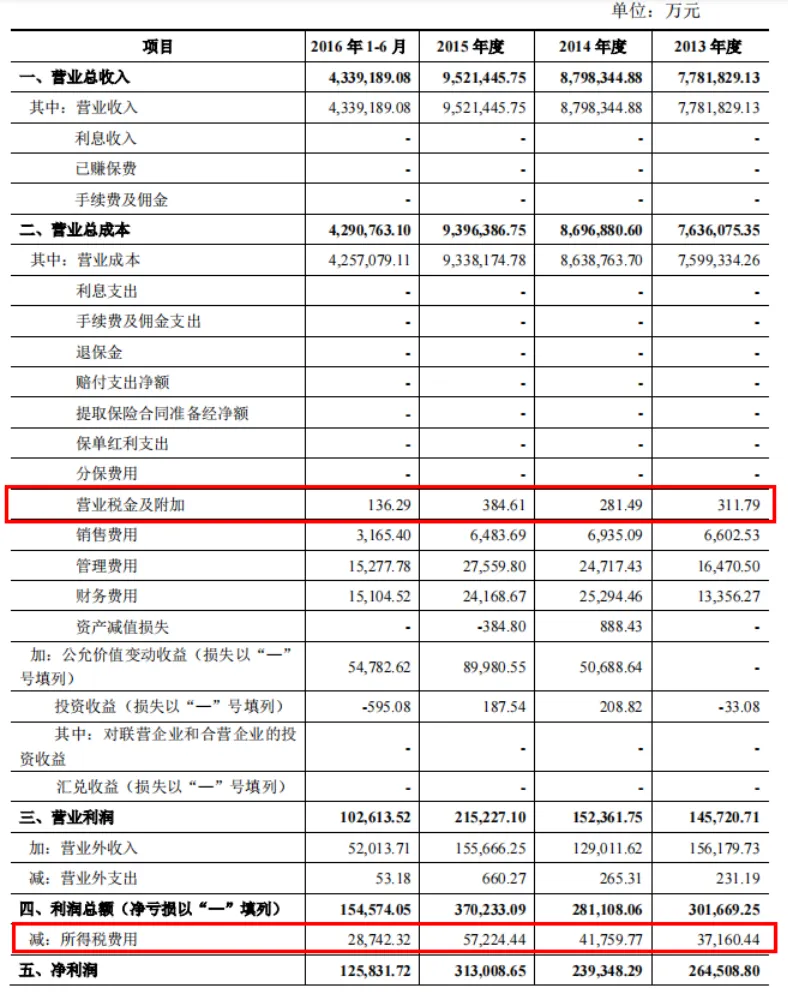 单位：万元
项目 2016 年 1-6 月 2015 年度 2014 年度 2013 年度
一、营业总收入 4,339,189.08 9,521,445.75 8,798,344.88 7,781,829.13
其中：营业收入 4,339,189.08 9,521,445.75 8,798,344.88 7,781,829.13
利息收入 - - - -
已赚保费 - - - -
手续费及佣金 - - - -
二、营业总成本 4,290,763.10 9,396,386.75 8,696,880.60 7,636,075.35
其中：营业成本 4,257,079.11 9,338,174.78 8,638,763.70 7,599,334.26
利息支出 - - - -
手续费及佣金支出 - - - -
退保金 - - - -
赔付支出净额 - - - -
提取保险合同准备经净额 - - - -
保单红利支出 - - - -
分保费用 - - - -
营业税金及附加 136.29 384.61 281.49 311.79
销售费用 3,165.40 6,483.69 6,935.09 6,602.53
管理费用 15,277.78 27,559.80 24,717.43 16,470.50
财务费用 15,104.52 24,168.67 25,294.46 13,356.27
资产减值损失 - -384.80 888.43 -
加：公允价值变动收益（损失以“—”
号填列） 54,782.62 89,980.55 50,688.64 -
投资收益（损失以“—”号填列） -595.08 187.54 208.82 -33.08
其中：对联营企业和合营企业的投
资收益 - - - -
汇兑收益（损失以“—”号填列） - - - -
三、营业利润 102,613.52 215,227.10 152,361.75 145,720.71
加：营业外收入 52,013.71 155,666.25 129,011.62 156,179.73
减：营业外支出 53.18 660.27 265.31 231.19
四、利润总额（净亏损以“—”填列） 154,574.05 370,233.09 281,108.06 301,669.25
减：所得税费用 28,742.32 57,224.44 41,759.77 37,160.44
五、净利润 125,831.72 313,008.65 239,348.29 264,508.80